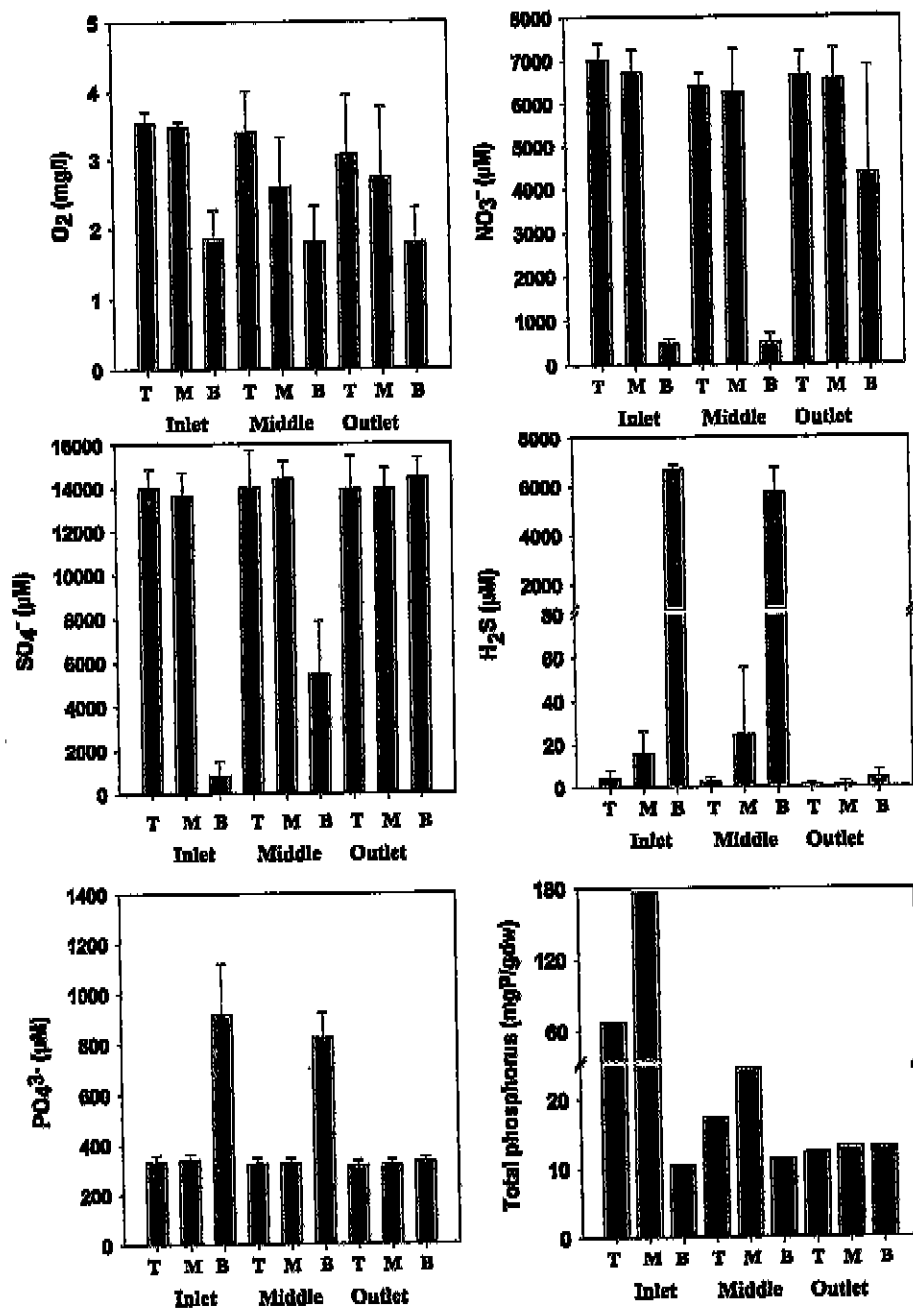 O2 (mg/l)
5
4
3
2
1
0
T M B T M B T M B
Inlet Middle Outlet
NO3- (µM)
8000
7000
6000
5000
4000
3000
2000
1000
0
T M B T M B T M B
Inlet Middle Outlet
SO4- (µM)
16000
14000
12000
10000
8000
6000
4000
2000
0
T M B T M B T M B
Inlet Middle Outlet
H2S (µM)
8000
6000
4000
2000
80
60
40
20
0
T M B T M B T M B
Inlet Middle Outlet
PO43- (µM)
1400
1200
1000
800
600
400
200
0
T M B T M B T M B
Inlet Middle Outlet
Total phosphorus (mgP/gdw)
180
120
60
20
10
0
T M B T M B T M B
Inlet Middle Outlet